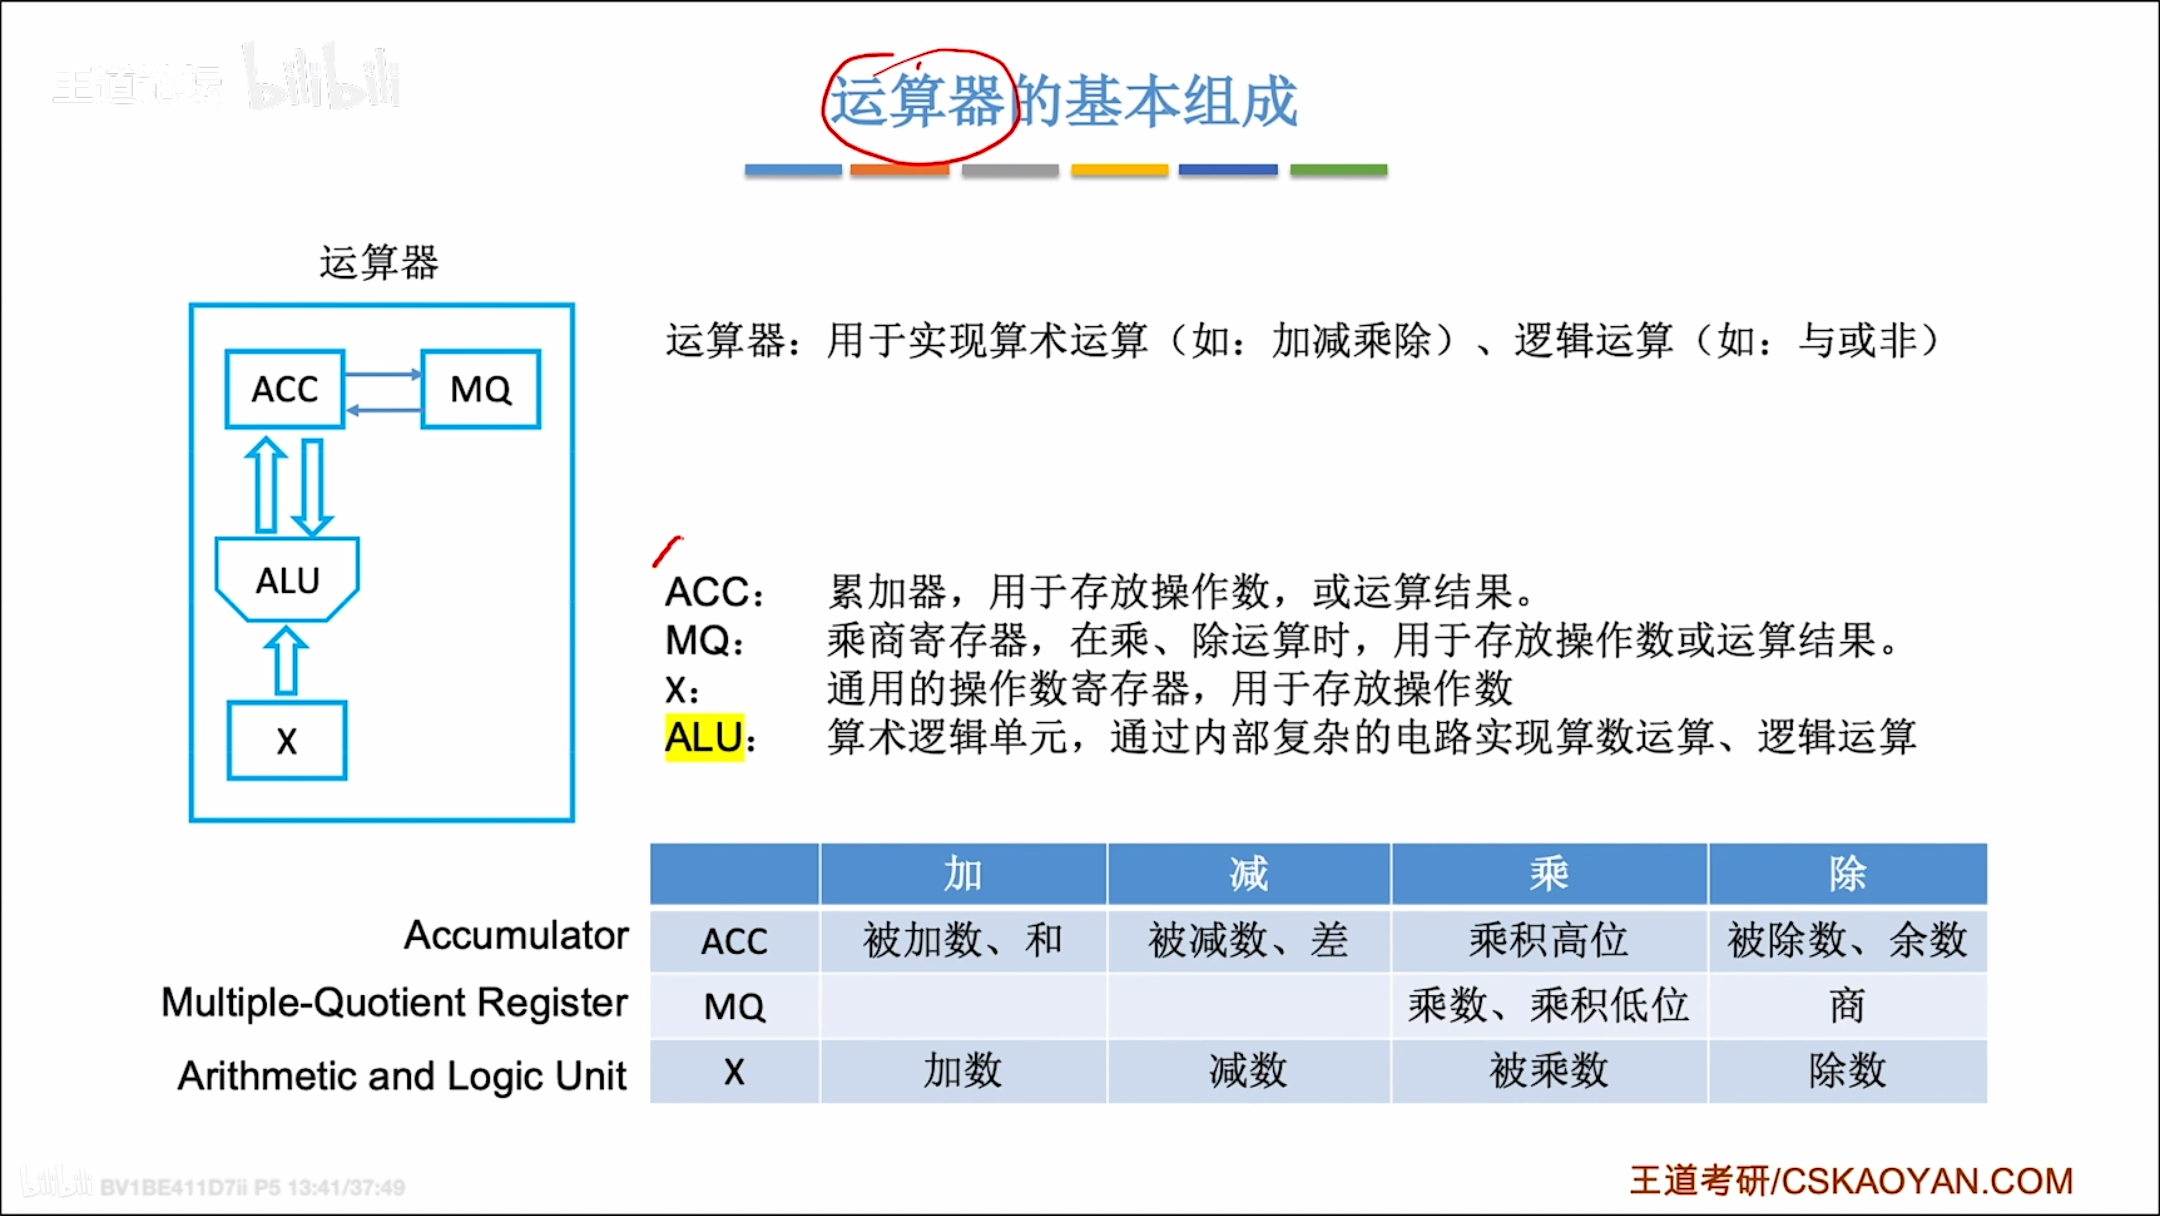 王道论坛 bilibili
运算器的基本组成
运算器
ACC
MQ
ALU
X
运算器：用于实现算术运算（如：加减乘除）、逻辑运算（如：与或非）
ACC： 累加器，用于存放操作数，或运算结果。
MQ： 乘商寄存器，在乘、除运算时，用于存放操作数或运算结果。
X： 通用的操作数寄存器，用于存放操作数
ALU： 算术逻辑单元，通过内部复杂的电路实现算数运算、逻辑运算
加 减 乘 除
Accumulator ACC 被加数、和 被减数、差 乘积高位 被除数、余数
Multiple-Quotient Register MQ 乘数、乘积低位 商
Arithmetic and Logic Unit X 加数 减数 被乘数 除数
王道考研/CSKAOYAN.COM
bilibili BV1BE411D7ii P5 13:41/37:49